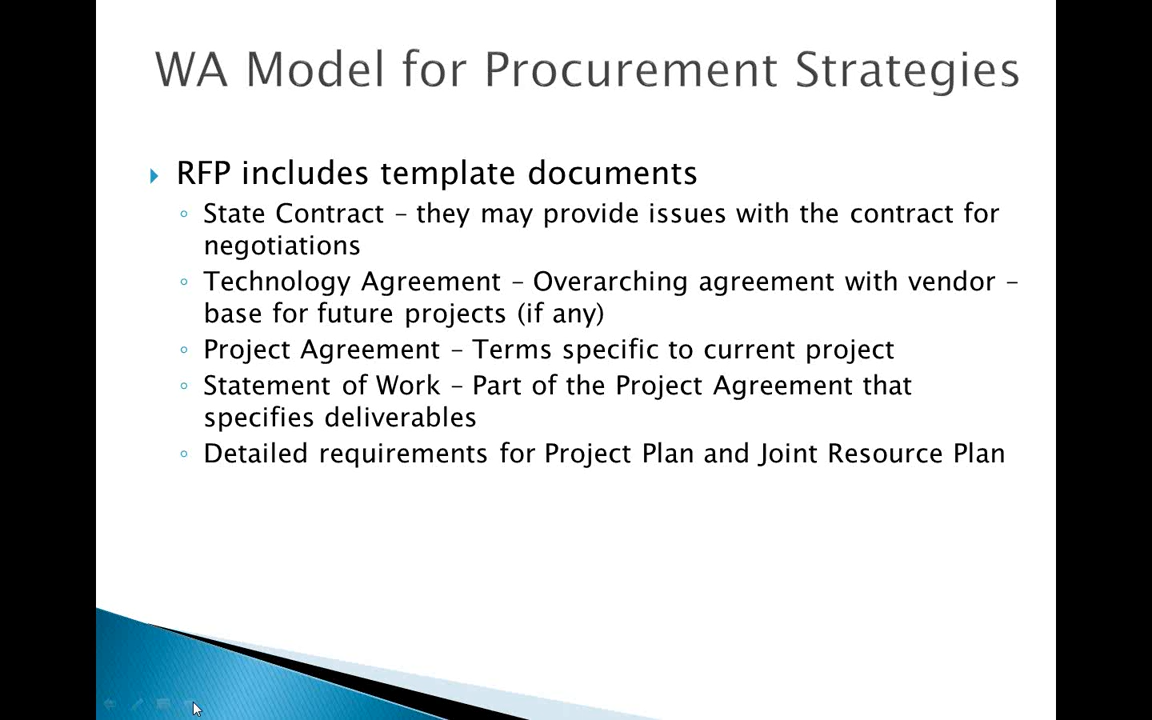 WA Model for Procurement Strategies
RFP includes template documents
State Contract – they may provide issues with the contract for
negotiations
Technology Agreement – Overarching agreement with vendor –
base for future projects (if any)
Project Agreement – Terms specific to current project
Statement of Work – Part of the Project Agreement that
specifies deliverables
Detailed requirements for Project Plan and Joint Resource Plan